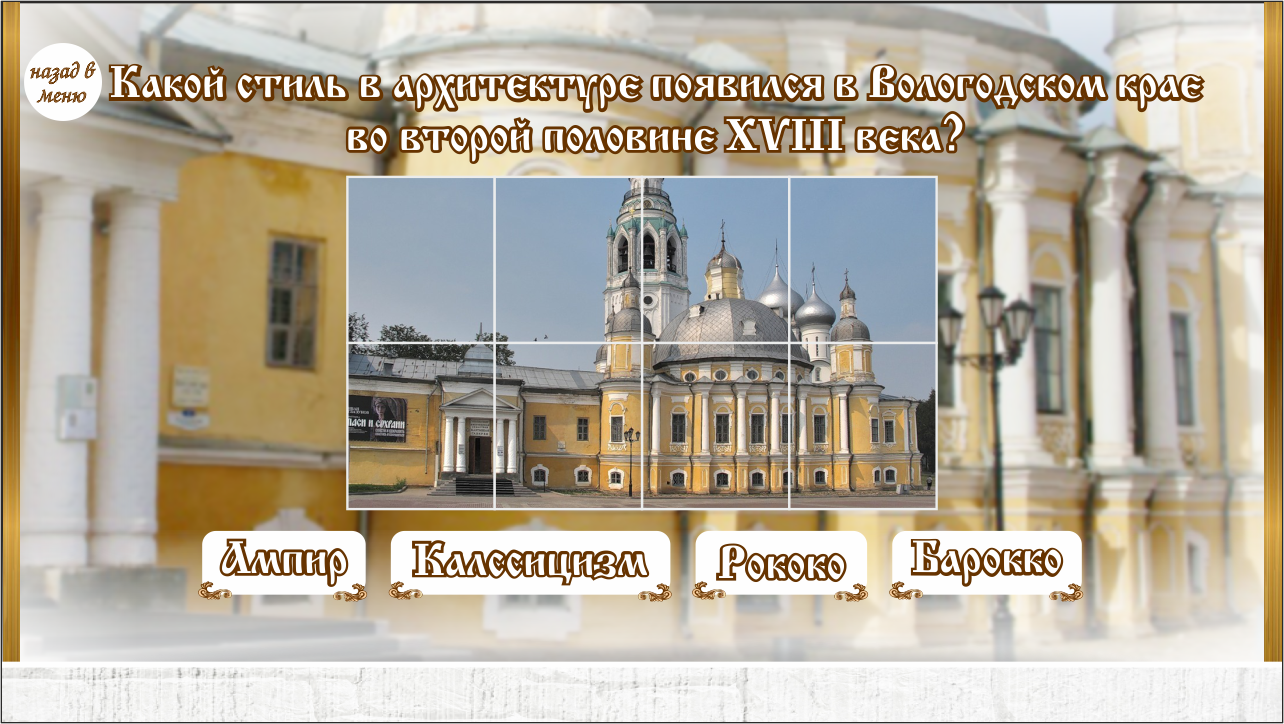 назад в
меню
Какой стиль в архитектуре появился в Вологодском крае
во второй половине XVIII века?
Ампир
Калссицизм
Рококо
Барокко